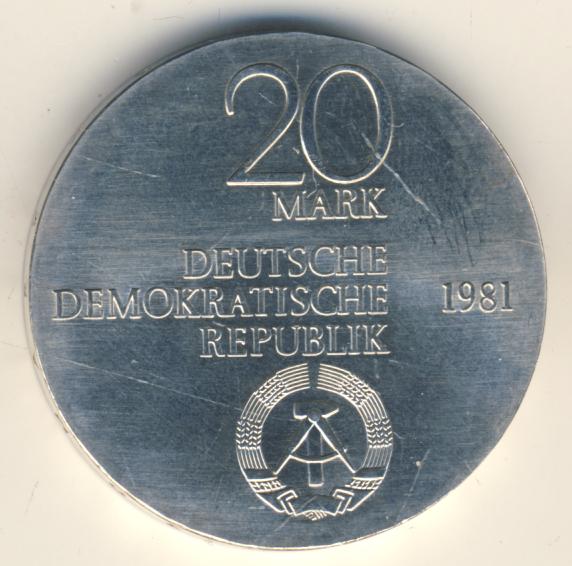 20
MARK
DEUTSCHE
DEMOKRATISCHE
REPUBLIK
1981